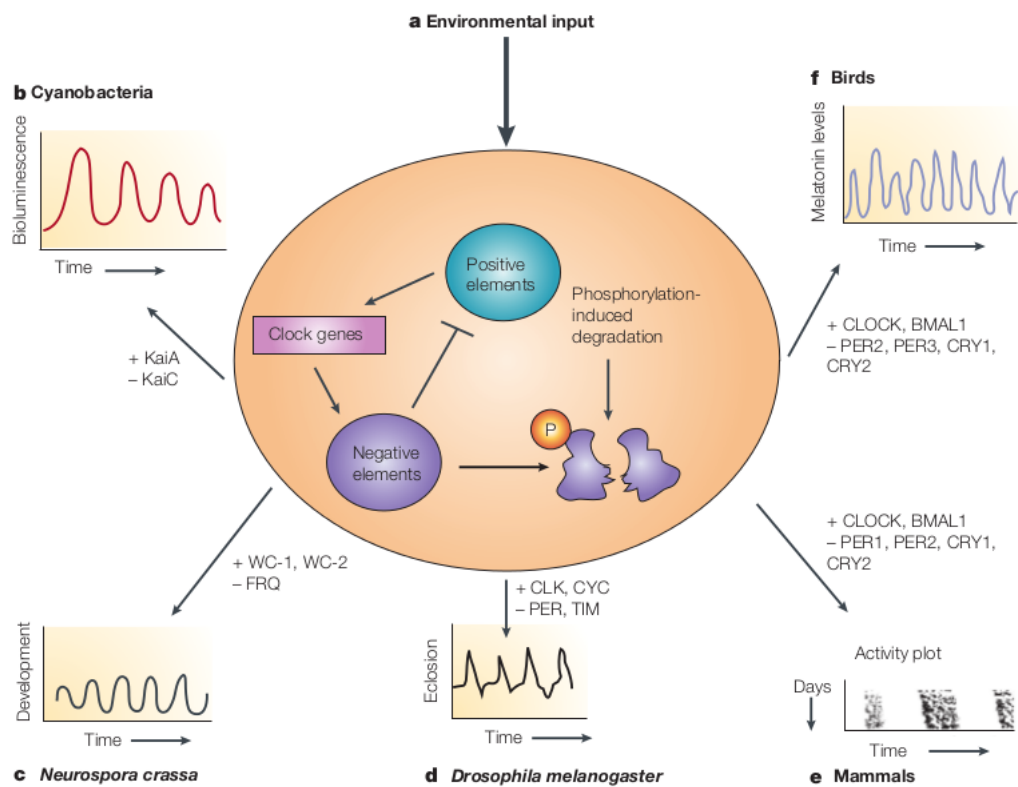 a Environmental input
b Cyanobacteria
Bioluminescence
Time
+ KaiA
– KaiC
f Birds
Melatonin levels
Time
+ CLOCK, BMAL1
– PER2, PER3, CRY1,
CRY2
Positive
elements
Clock genes
Negative
elements
Phosphorylation-
induced
degradation
P
+ WC-1, WC-2
– FRQ
Development
Time
c Neurospora crassa
+ CLK, CYC
– PER, TIM
Eclosion
Time
d Drosophila melanogaster
+ CLOCK, BMAL1
– PER1, PER2, CRY1,
CRY2
Activity plot
Days
Time
e Mammals